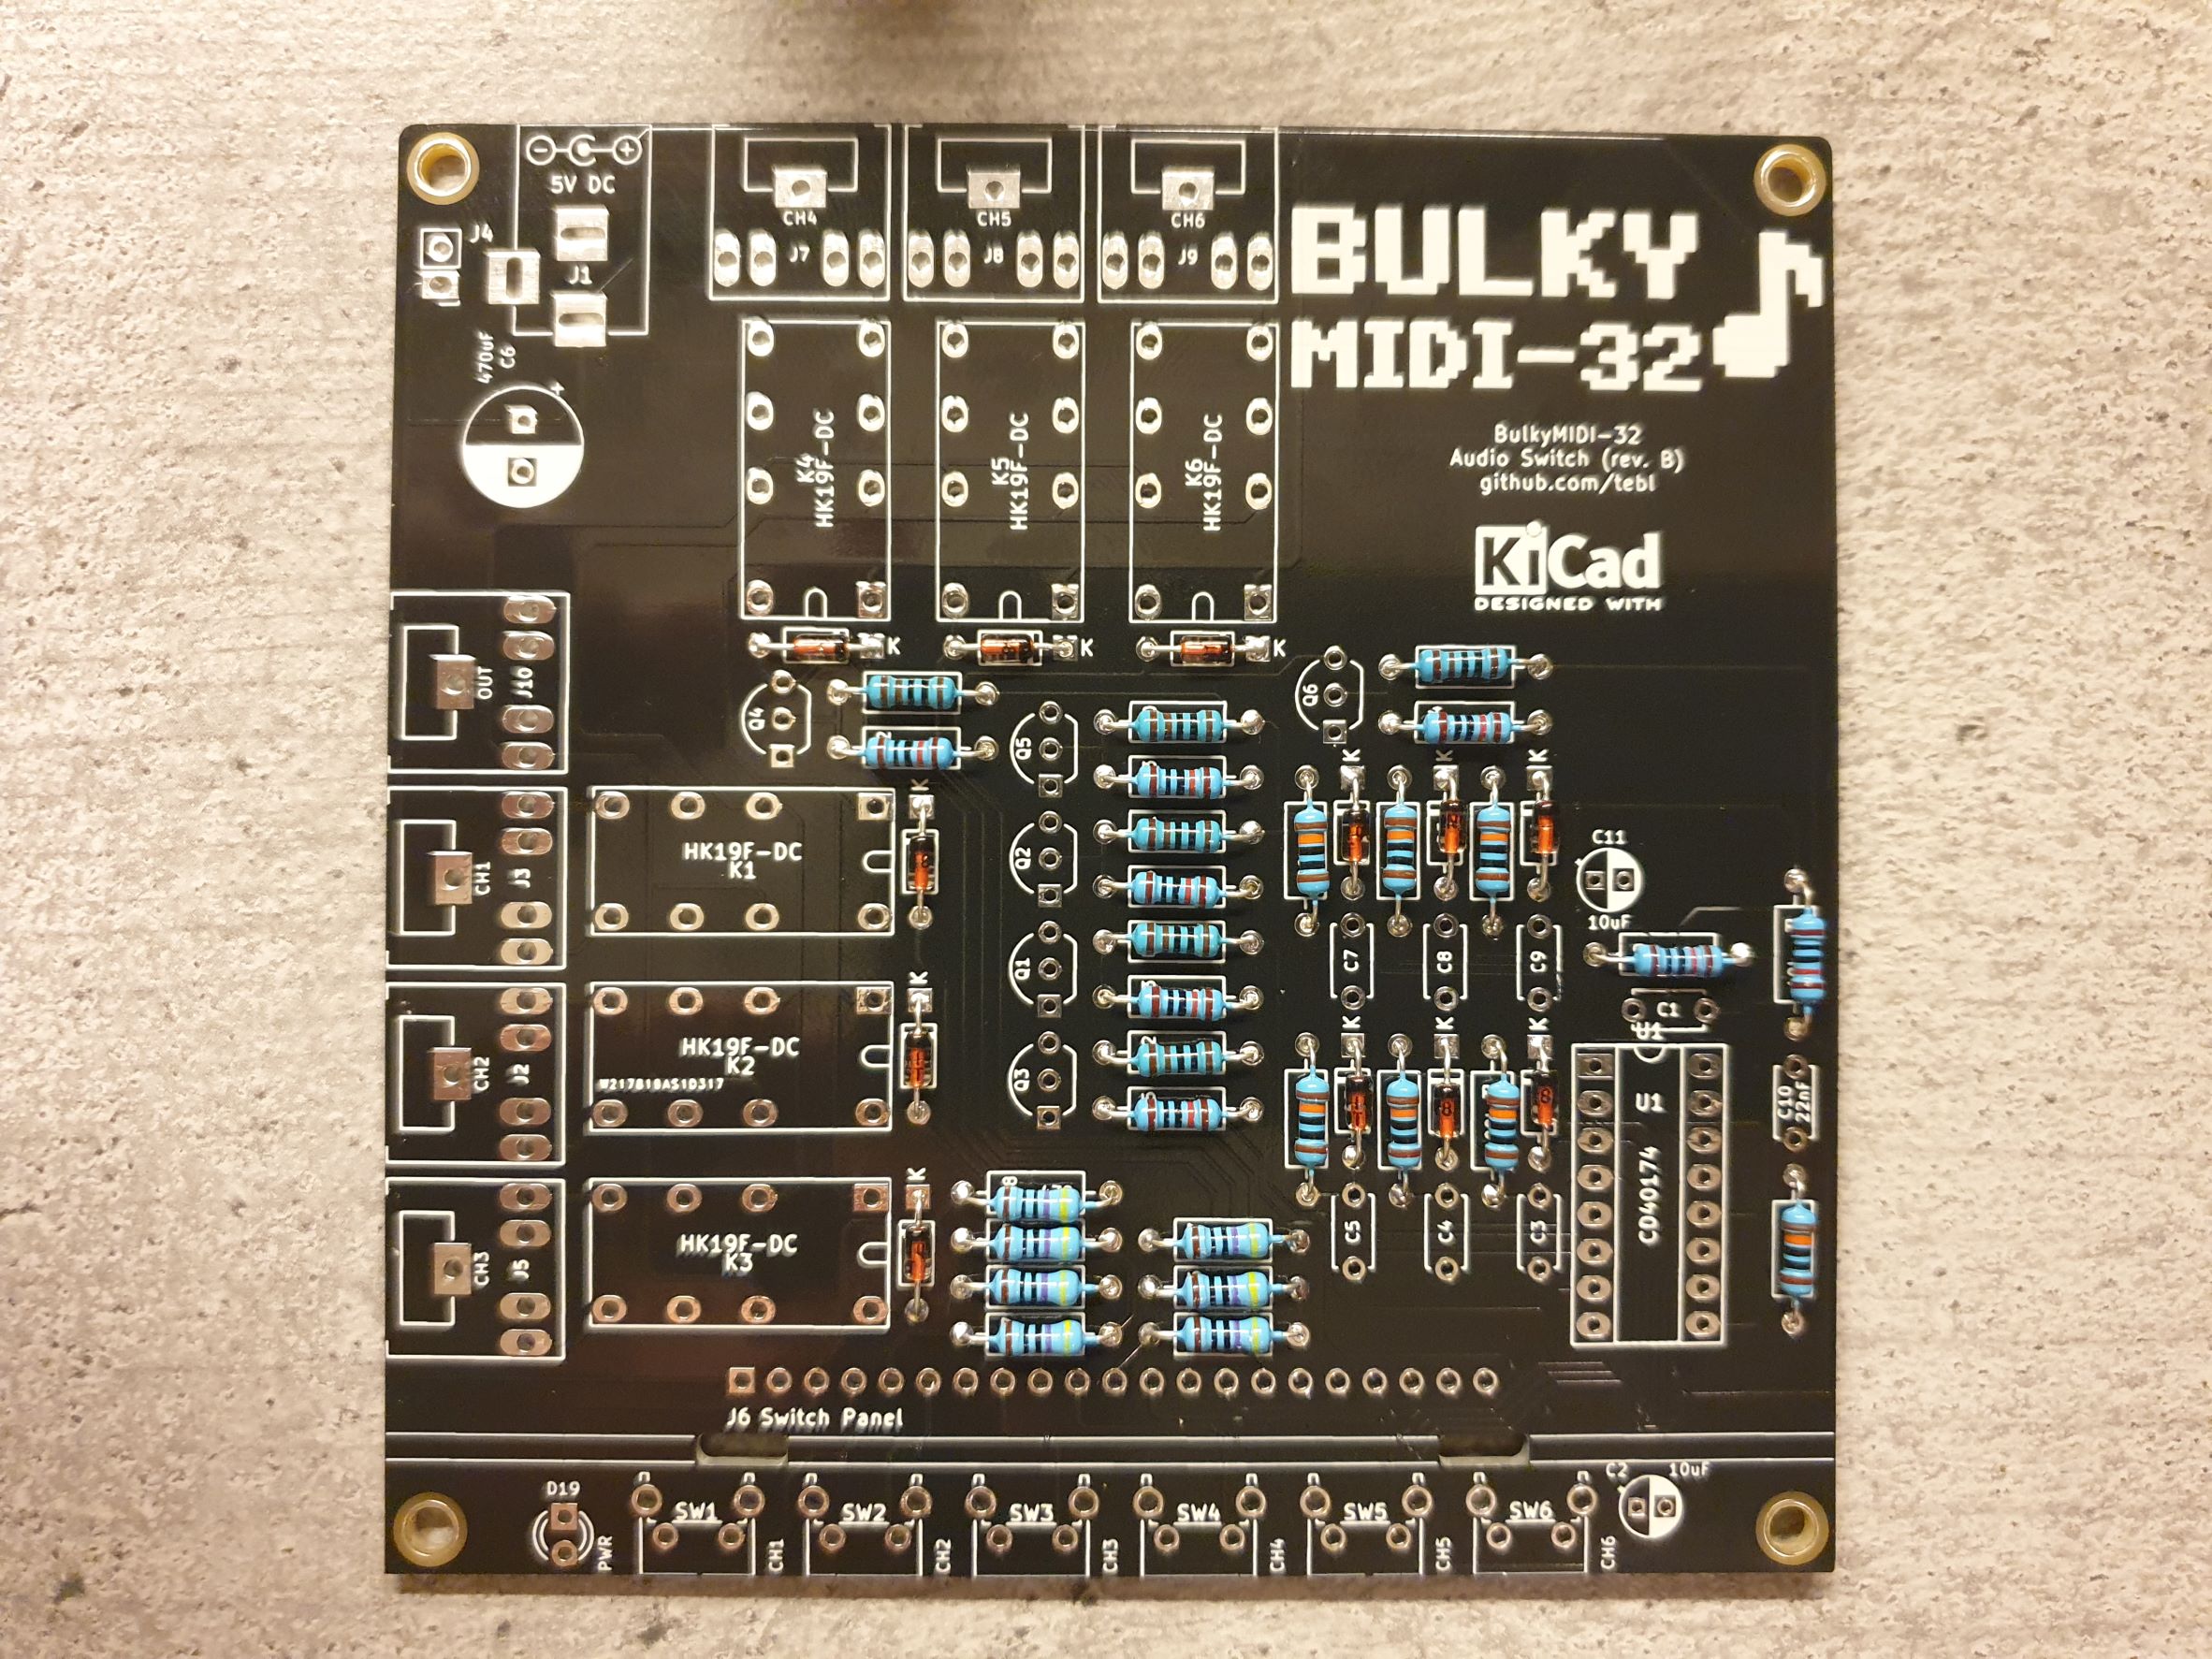 5V DC
J4
J1
470uF
C6
CH4
J7
CH5
J8
CH6
J9
BULKY
MIDI-32
BulkyMIDI-32
Audio Switch (rev. B)
github.com/tebl
KiCad
DESIGNED WITH
K4
HK19F-DC
K5
HK19F-DC
K6
HK19F-DC
K
K
K
OUT
J10
Q4
Q5
Q6
CH1
J3
HK19F-DC
K1
K
Q2
K
K
K
C11
10uF
CH2
J2
HK19F-DC
K2
W217810AS1D317
K
Q1
Q3
C7
C8
C9
C1
U1
U1
CD40174
C10
22nF
K
K
K
CH3
J5
HK19F-DC
K3
K
C5
C4
C3
J6 Switch Panel
D19
PWR
SW1
CH1
SW2
CH2
SW3
CH3
SW4
CH4
SW5
CH5
SW6
CH6
C2
10uF